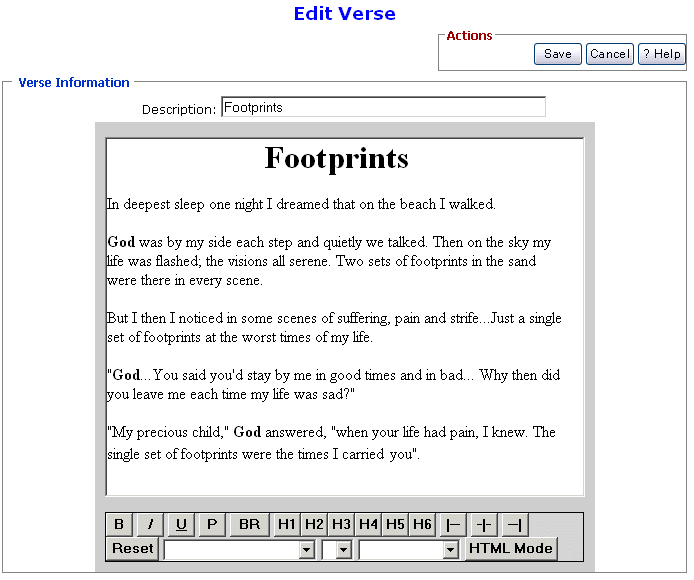 Edit Verse
Actions
Save Cancel ? Help
Verse Information
Description: Footprints
Footprints
In deepest sleep one night I dreamed that on the beach I walked.
God was by my side each step and quietly we talked. Then on the sky my
life was flashed; the visions all serene. Two sets of footprints in the sand
were there in every scene.
But I then I noticed in some scenes of suffering, pain and strife...Just a single
set of footprints at the worst times of my life.
"God...You said you'd stay by me in good times and in bad... Why then did
you leave me each time my life was sad?"
"My precious child," God answered, "when your life had pain, I knew. The
single set of footprints were the times I carried you".
B I U P BR H1 H2 H3 H4 H5 H6 |-- -|- --|
Reset HTML Mode